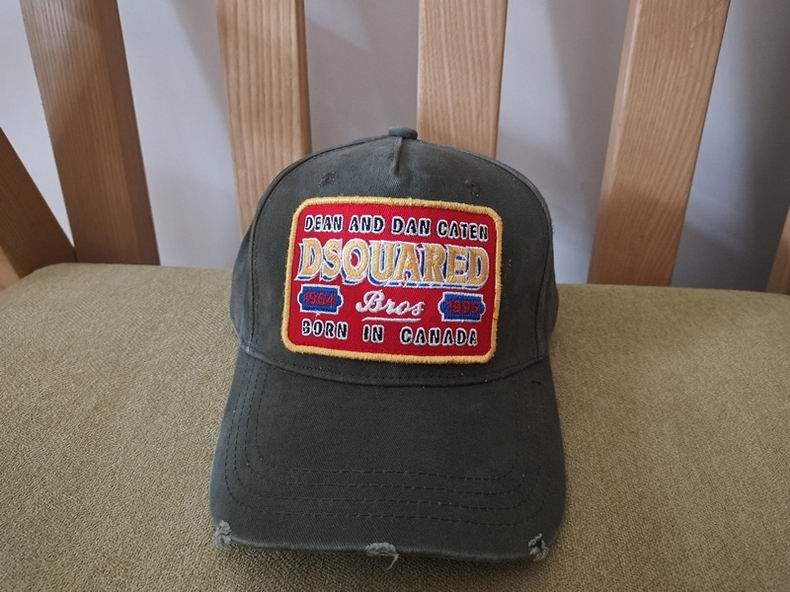 DEAN AND DAN CATEN
DSQUARED
1964 Bros 1995
BORN IN CANADA